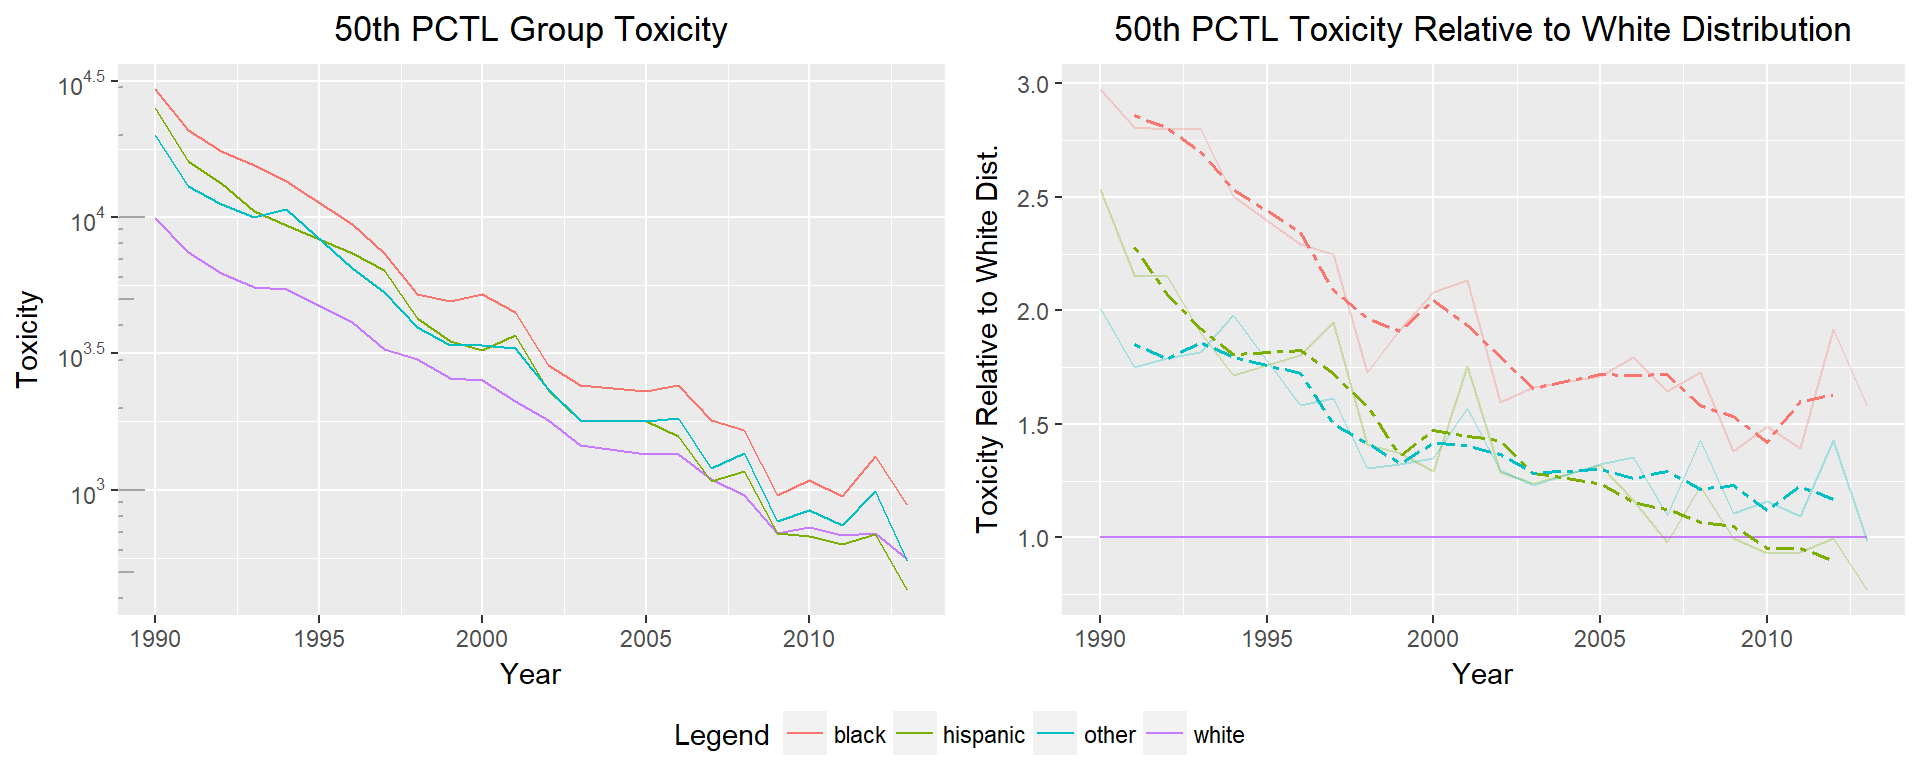 50th PCTL Group Toxicity
Toxicity
10^4.5
10^4
10^3.5
10^3
1990 1995 2000 2005 2010
Year
50th PCTL Toxicity Relative to White Distribution
Toxicity Relative to White Dist.
3.0
2.5
2.0
1.5
1.0
1990 1995 2000 2005 2010
Year
Legend black hispanic other white